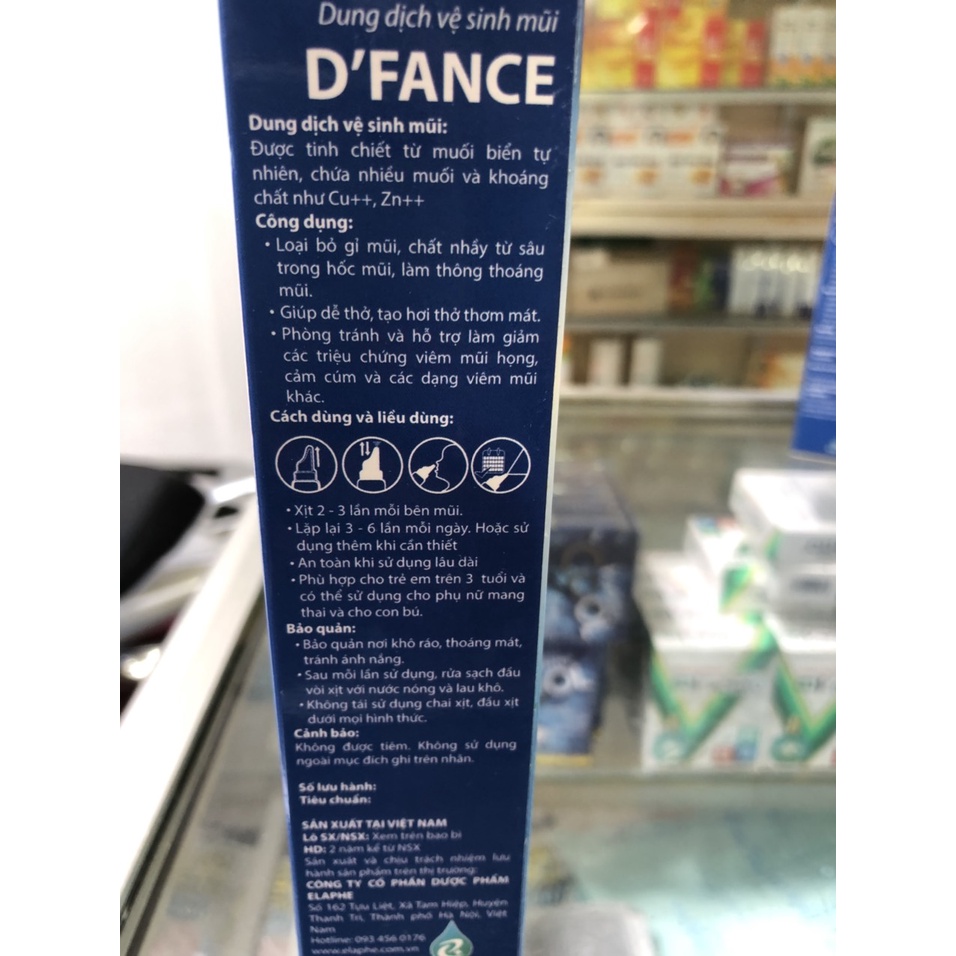 Dung dịch vệ sinh mũi
D'FANCE
Dung dịch vệ sinh mũi:
Được tinh chiết từ muối biển tự
nhiên, chứa nhiều muối và khoáng
chất như Cu++, Zn++
Công dụng:
• Loại bỏ gỉ mũi, chất nhầy từ sâu
trong hốc mũi, làm thông thoáng
mũi.
• Giúp dễ thở, tạo hơi thở thơm mát.
• Phòng tránh và hỗ trợ làm giảm
các triệu chứng viêm mũi họng,
cảm cúm và các dạng viêm mũi
khác.
Cách dùng và liều dùng:
• Xịt 2 - 3 lần mỗi bên mũi.
• Lặp lại 3 - 6 lần mỗi ngày. Hoặc sử
dụng thêm khi cần thiết
• An toàn khi sử dụng lâu dài
• Phù hợp cho trẻ em trên 3 tuổi và
có thể sử dụng cho phụ nữ mang
thai và cho con bú.
Bảo quản:
• Bảo quản nơi khô ráo, thoáng mát,
tránh ánh nắng.
• Sau mỗi lần sử dụng, rửa sạch đầu
vòi xịt với nước nóng và lau khô.
• Không tái sử dụng chai xịt, đầu xịt
dưới mọi hình thức.
Cảnh báo:
Không được tiêm. Không sử dụng
ngoài mục đích ghi trên nhãn.
Số lưu hành:
Tiêu chuẩn:
SẢN XUẤT TẠI VIỆT NAM
Lô SX/NSX: Xem trên bao bì
HD: 2 năm kể từ NSX
Sản xuất và chịu trách nhiệm lưu
hành sản phẩm trên thị trường:
CÔNG TY CỔ PHẦN DƯỢC PHẨM
ELAPHE
Số 162 Tựu Liệt, Xã Tam Hiệp, Huyện
Thanh Trì, Thành phố Hà Nội, Việt
Nam
Hotline: 093 456 0176
www.elaphe.com.vn